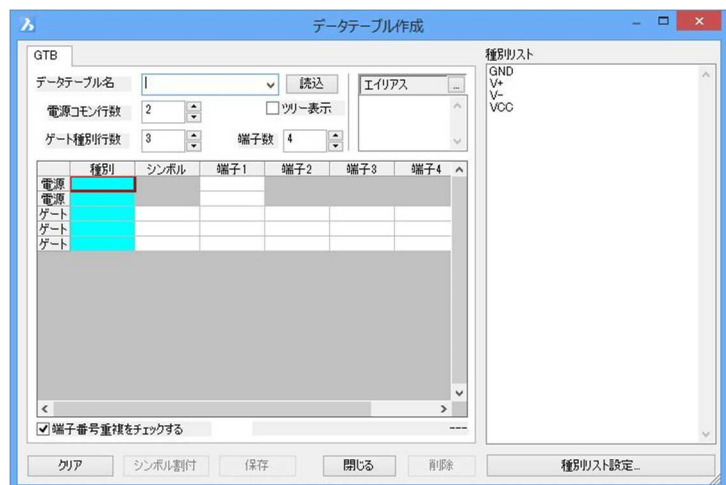 データテーブル作成
GTB
種別リスト
データテーブル名
読込
エイリアス
...
電源コモン行数 2
ツリー表示
ゲート種別行数 3
端子数 4
種別 シンボル 端子1 端子2 端子3 端子4
電源
電源
ゲート
ゲート
ゲート
GND
V+
V-
VCC
端子番号重複をチェックする
---
クリア シンボル割付 保存 閉じる 削除 種別リスト設定...